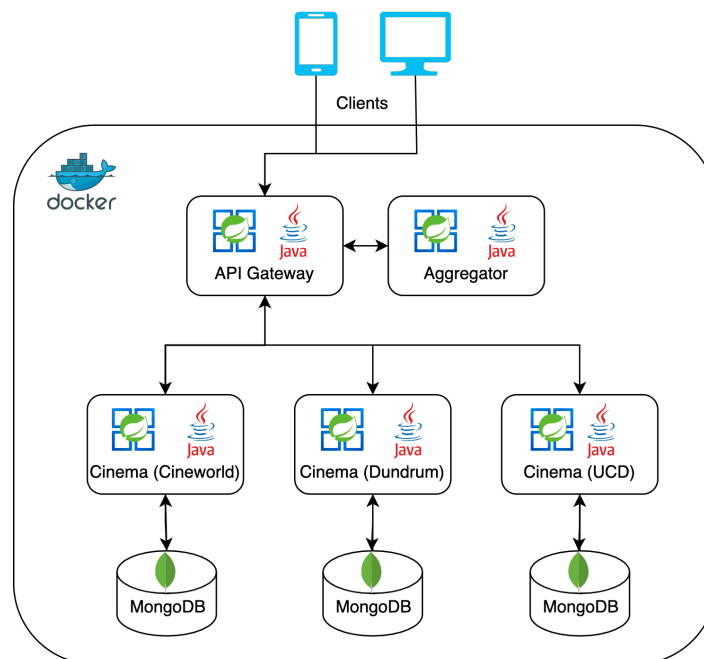 Clients
docker
Java
Java
API Gateway
Aggregator
Java
Java
Java
Cinema (Cineworld)
Cinema (Dundrum)
Cinema (UCD)
MongoDB
MongoDB
MongoDB